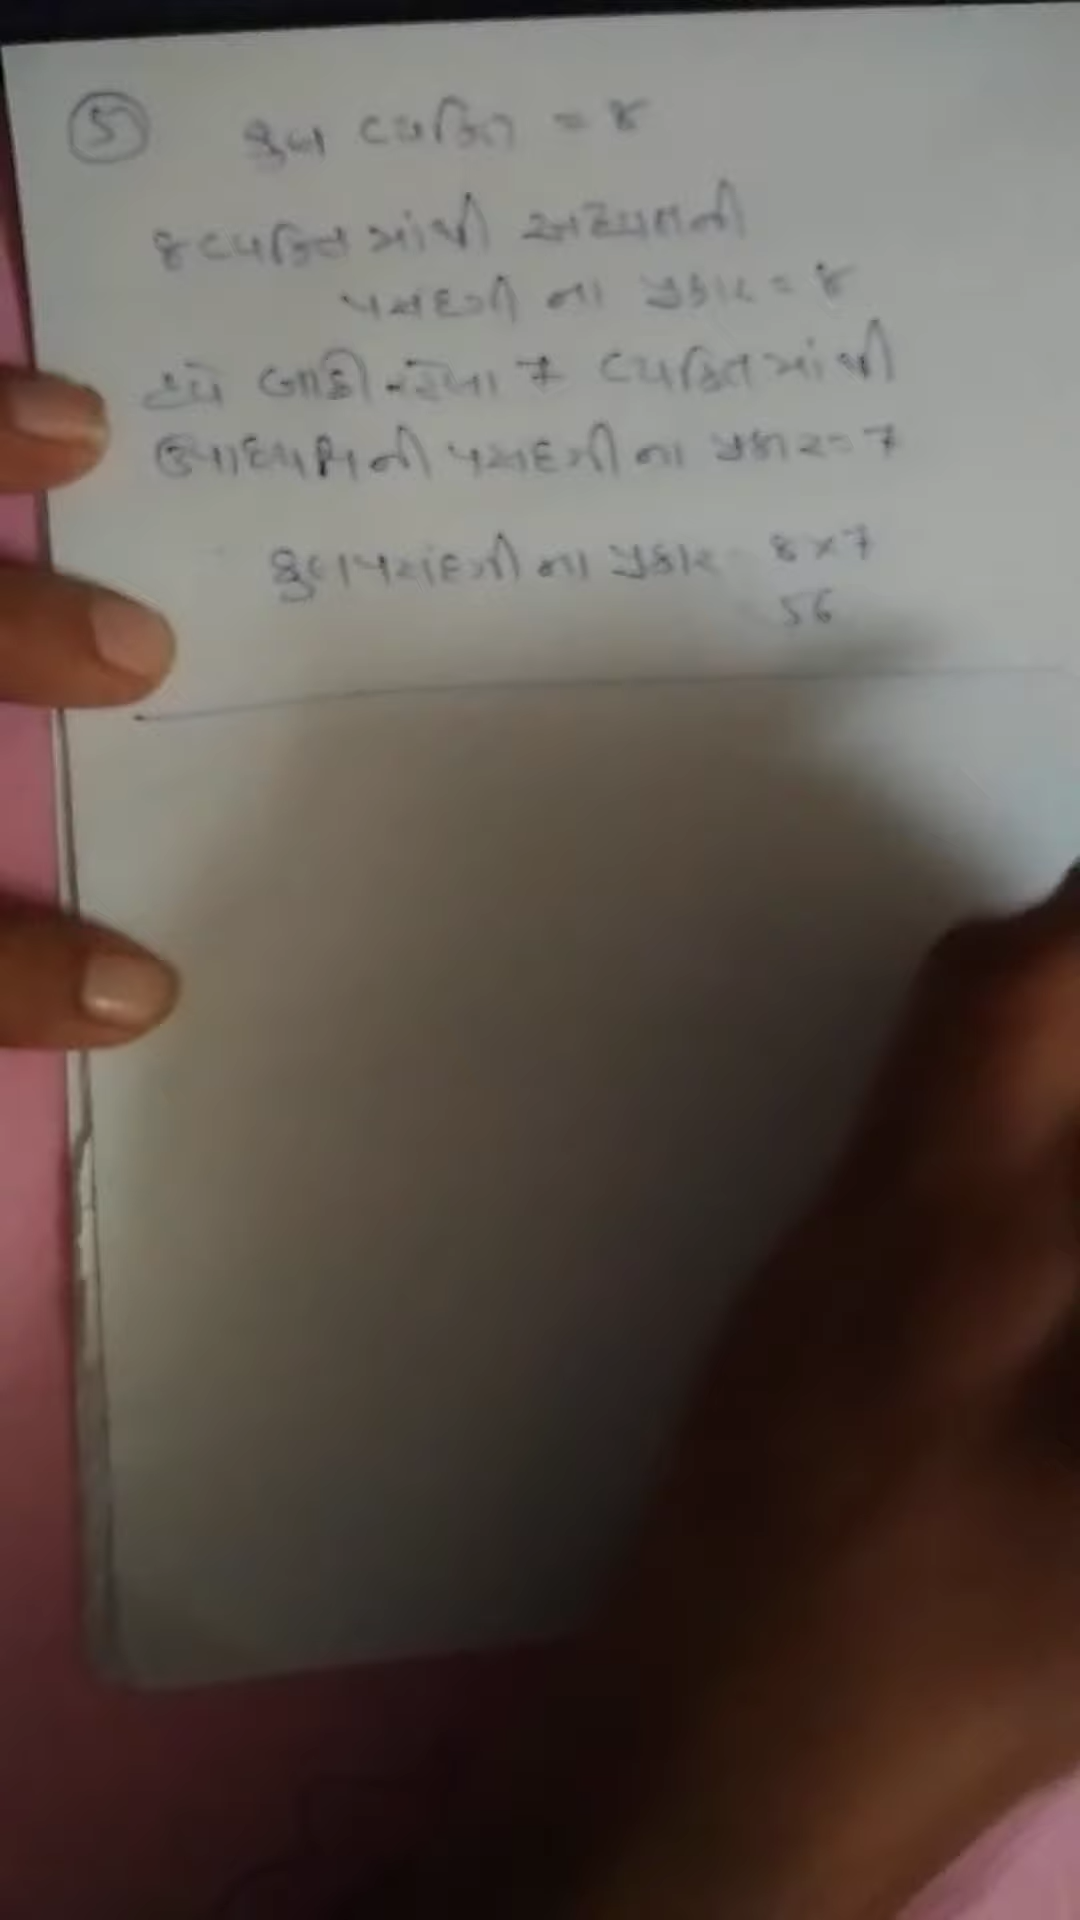 5 કુલ વ્યક્તિ = 8
8 વ્યક્તિ માંથી અધ્યક્ષની
પસંદગી ના પ્રકાર = 8
હવે બાકી રહેલા 7 વ્યક્તિ માંથી
ઉપાધ્યક્ષની પસંદગી ના પ્રકાર = 7
કુલ પસંદગી ના પ્રકાર 8 x 7
56